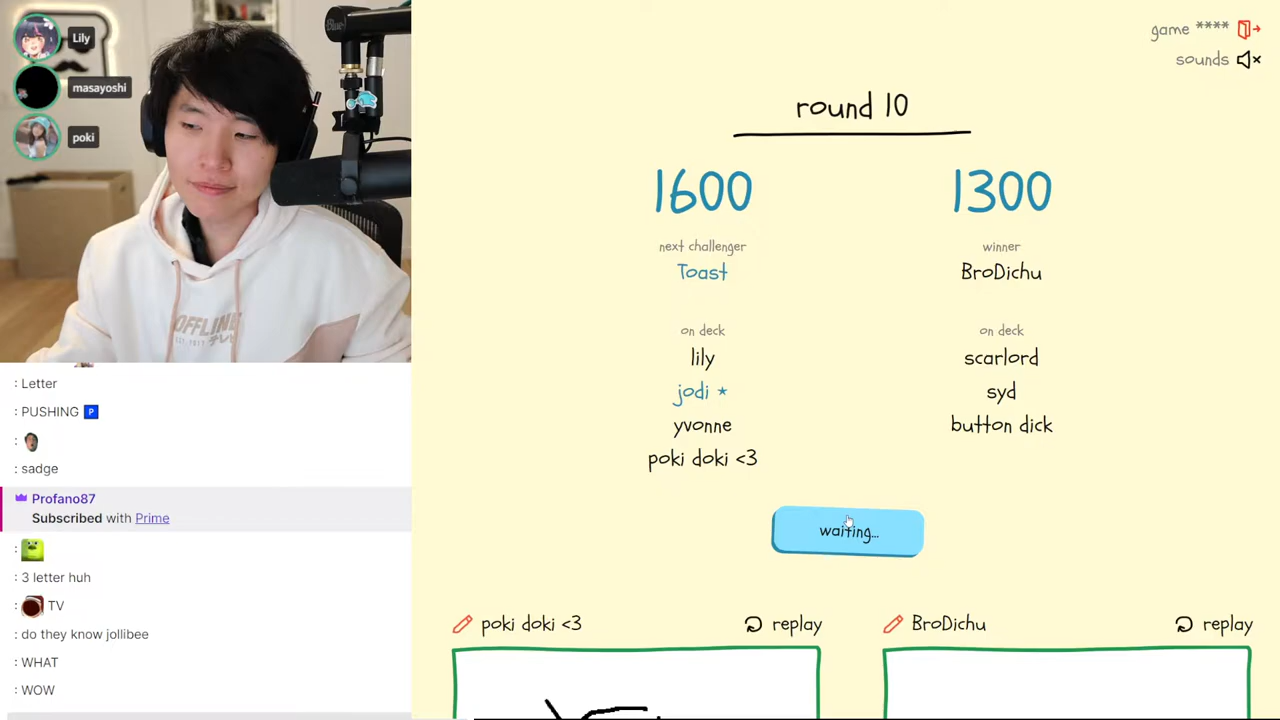 Lily
masayoshi
poki
Blue
OFFLINE
: Letter
: PUSHING P
:
: sadge
Profano87
Subscribed with Prime
:
: 3 letter huh
: TV
: do they know jollibee
: WHAT
: WOW
game ****
sounds
round 10
1600
1300
next challenger
winner
Toast
BroDichu
on deck
on deck
lily
scarlord
jodi ★
syd
yvonne
button dick
poki doki <3
waiting...
poki doki <3
replay
BroDichu
replay